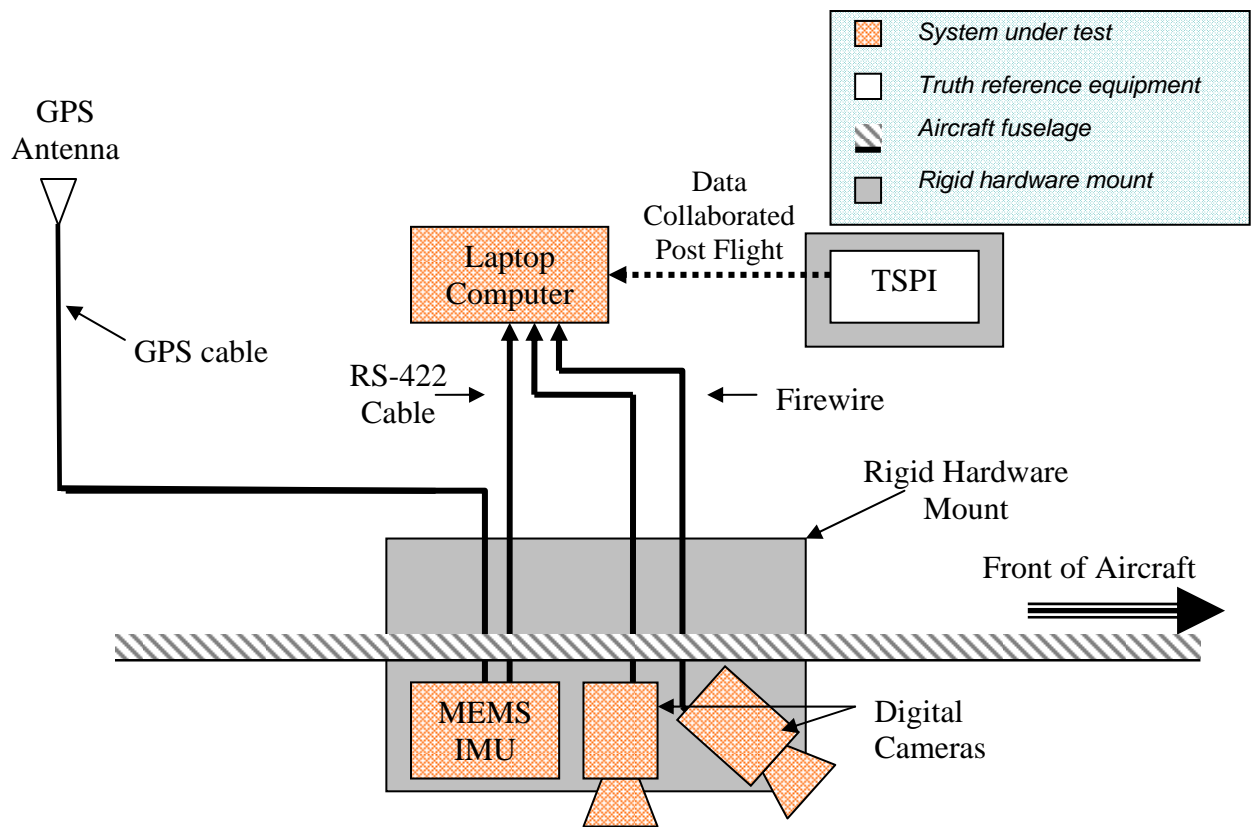 System under test
Truth reference equipment
Aircraft fuselage
Rigid hardware mount
GPS
Antenna
Data
Collaborated
Post Flight
Laptop
Computer
TSPI
GPS cable
RS-422
Cable
Firewire
Rigid Hardware
Mount
Front of Aircraft
MEMS
IMU
Digital
Cameras